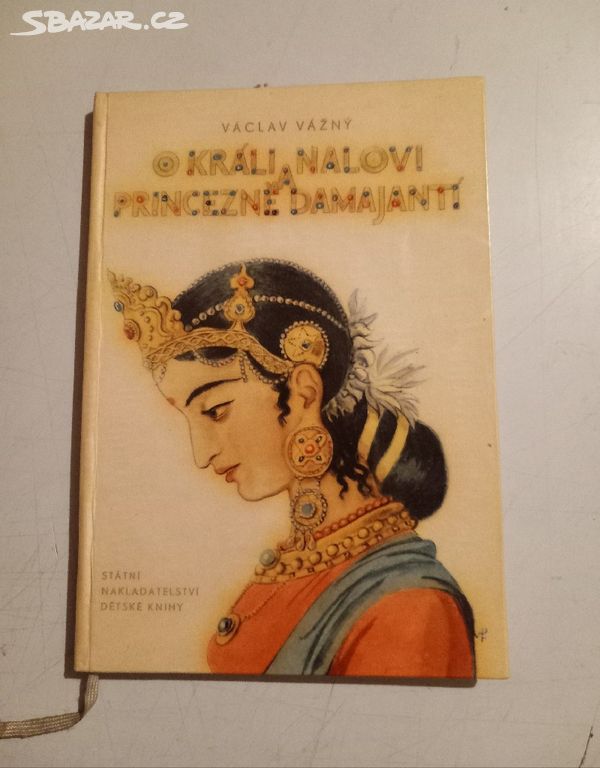 SBAZAR.CZ
VÁCLAV VÁŽNÝ
O KRÁLI NALOVI
A
PRINCEZNĚ DAMAJANTÍ
STÁTNÍ
NAKLADATELSTVÍ
DĚTSKÉ KNIHY